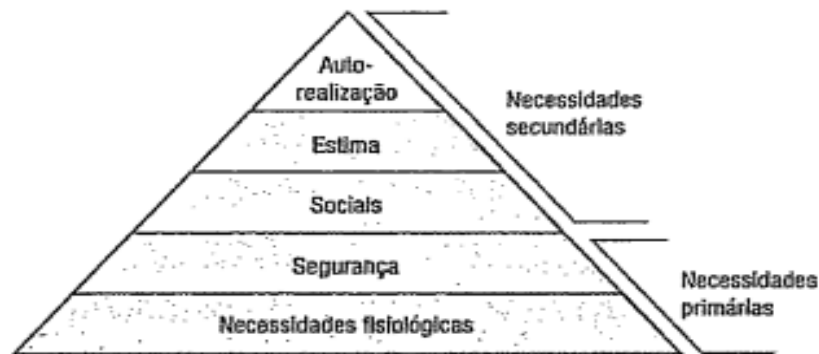 Auto-
realização
Necessidades
secundárias
Estima
Sociais
Segurança
Necessidades
primárias
Necessidades fisiológicas